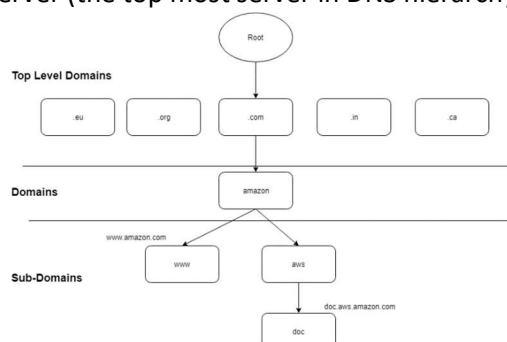 server (the top most server in DNS hierarchy
Root
Top Level Domains
.eu
.org
.com
.in
.ca
Domains
amazon
www.amazon.com
www
aws
Sub-Domains
doc.aws.amazon.com
doc